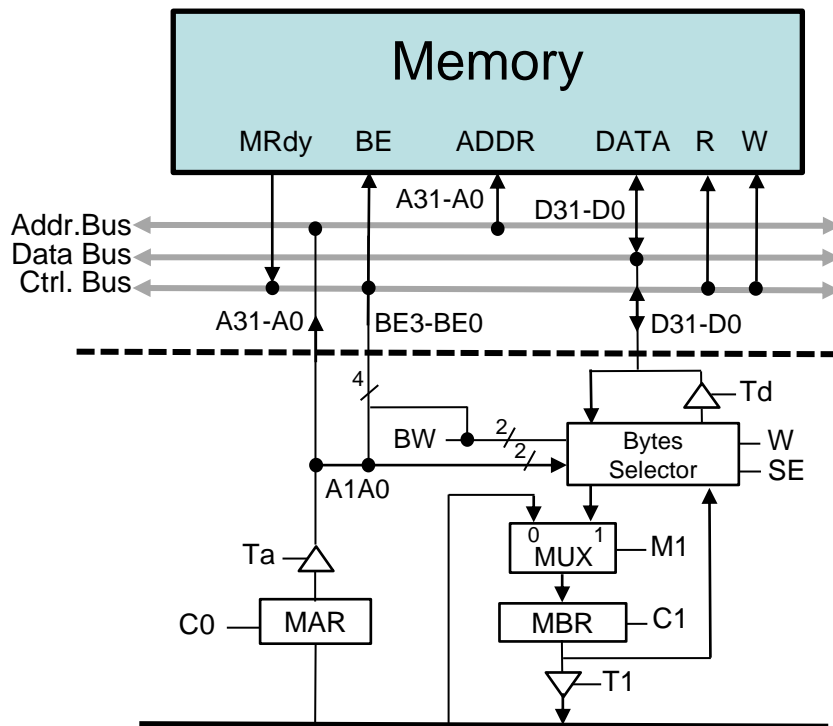 Memory
MRdy BE ADDR DATA R W
A31-A0
D31-D0
Addr.Bus
Data Bus
Ctrl. Bus
A31-A0 BE3-BE0 D31-D0
4
Td
BW 2
Bytes
Selector
W
2
SE
A1A0
0 1
MUX
M1
Ta
C0
MAR
MBR
C1
T1